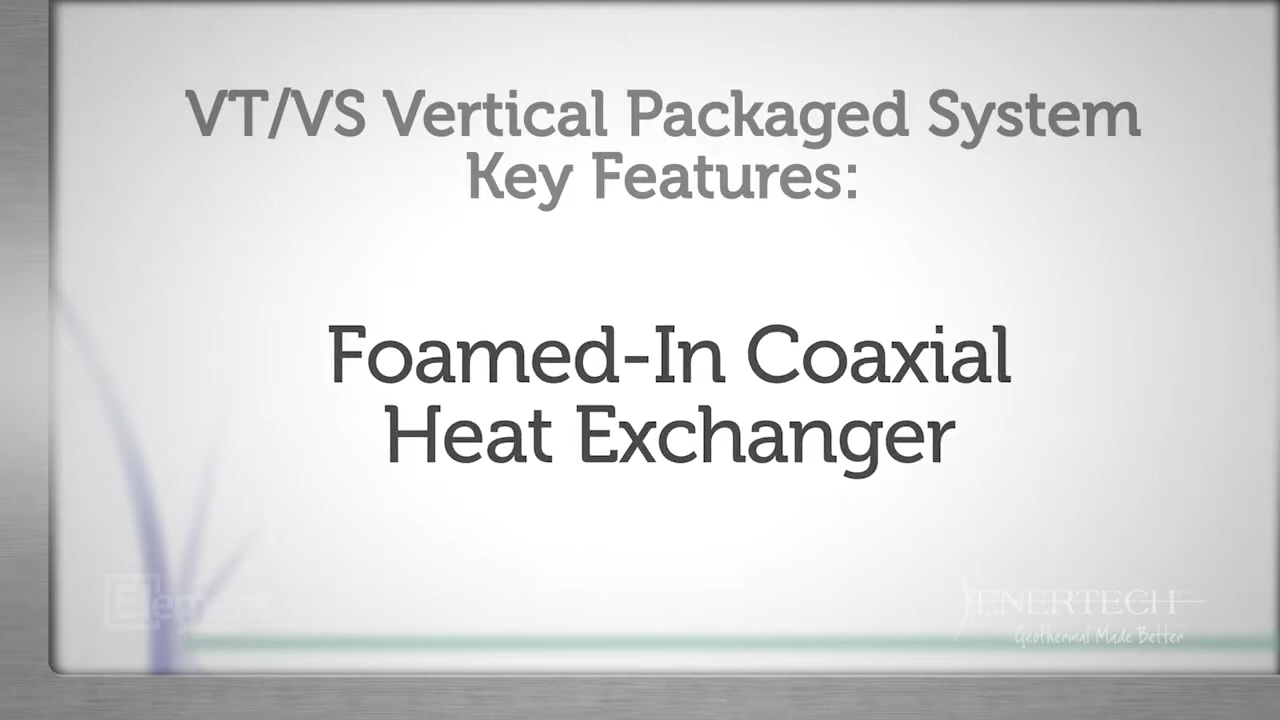 VT/VS Vertical Packaged System
Key Features:
Foamed-In Coaxial
Heat Exchanger
ENERTECH
Geothermal Made Better